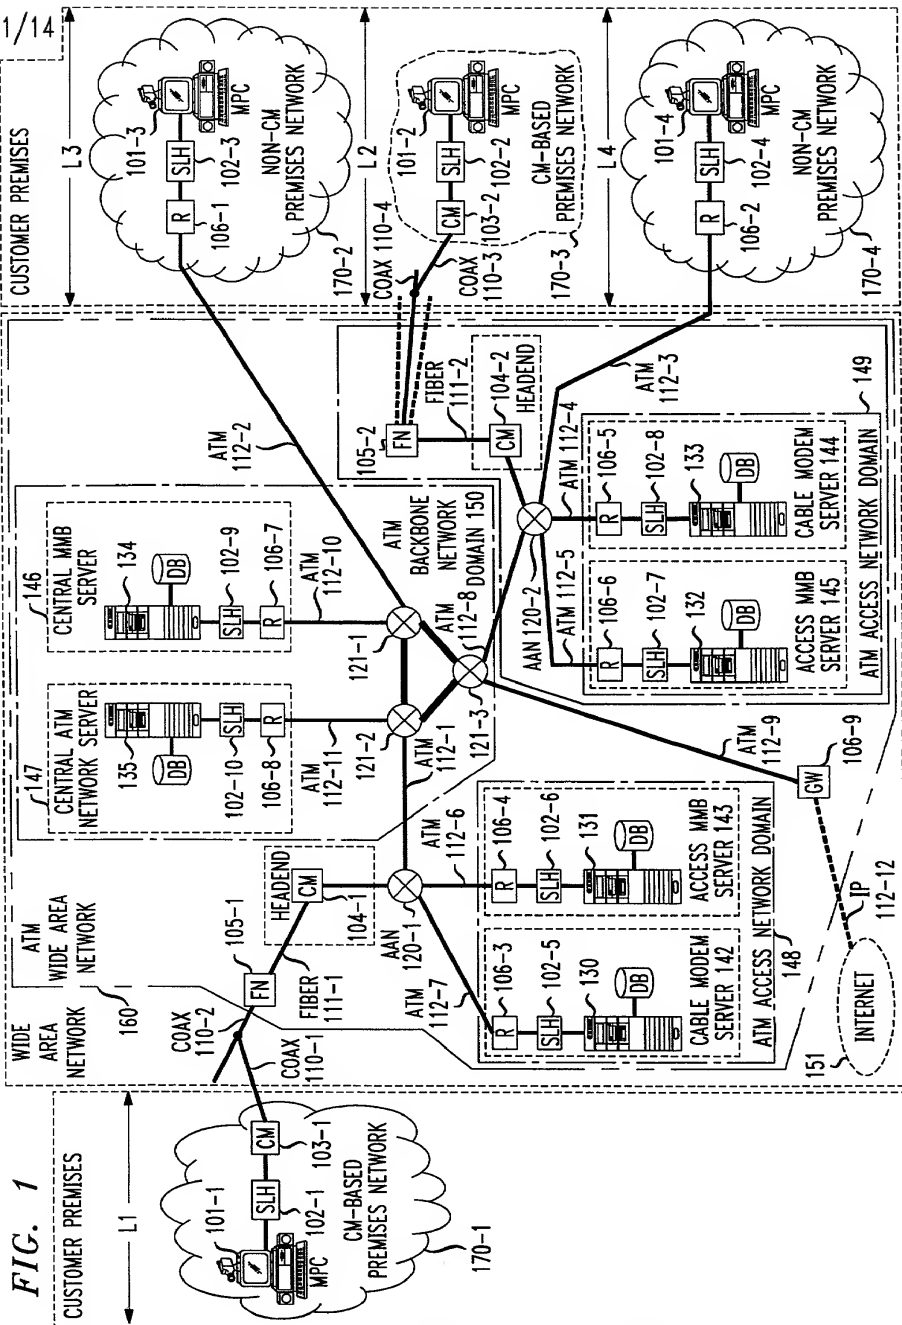 1/14
FIG. 1
CUSTOMER PREMISES
L1
101-1
MPC
SLH
102-1
CM
103-1
CM-BASED
PREMISES NETWORK
170-1
WIDE
AREA
NETWORK
160
ATM
WIDE AREA
NETWORK
COAX
110-1
COAX
110-2
FN
105-1
FIBER
111-1
HEADEND
CM
104-1
AAN
120-1
ATM
112-7
ATM
112-6
ATM
112-1
R
106-3
SLH
102-5
130
DB
CABLE MODEM
SERVER 142
R
106-4
SLH
102-6
131
DB
ACCESS MMB
SERVER 143
ATM ACCESS NETWORK DOMAIN
148
INTERNET
151
IP
112-12
GW
106-9
ATM
112-9
147
CENTRAL ATM
NETWORK SERVER
135
DB
SLH
102-10
R
106-8
ATM
112-11
121-2
146
CENTRAL MMB
SERVER
134
DB
SLH
102-9
R
106-7
ATM
112-10
121-1
121-3
ATM
BACKBONE
NETWORK
DOMAIN 150
ATM
112-8
ATM
112-2
FN
105-2
FIBER
111-2
CM
104-2
HEADEND
AAN 120-2
ATM
112-5
ATM
112-4
ATM
112-3
R
106-6
SLH
102-7
132
DB
ACCESS MMB
SERVER 145
R
106-5
SLH
102-8
133
DB
CABLE MODEM
SERVER 144
ATM ACCESS NETWORK DOMAIN
149
CUSTOMER PREMISES
L3
101-3
MPC
SLH
102-3
R
106-1
NON-CM
PREMISES NETWORK
170-2
L2
101-2
MPC
SLH
102-2
CM
103-2
CM-BASED
PREMISES NETWORK
170-3
COAX 110-4
COAX
110-3
L4
101-4
MPC
SLH
102-4
R
106-2
NON-CM
PREMISES NETWORK
170-4